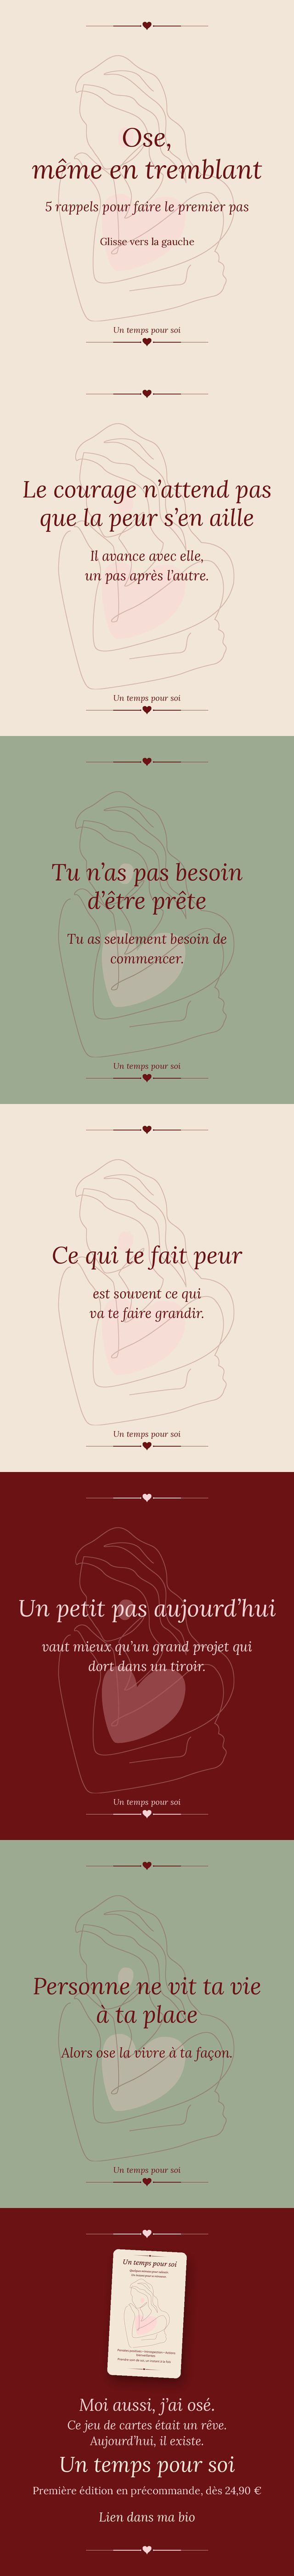 Ose,
même en tremblant
5 rappels pour faire le premier pas
Glisse vers la gauche
Un temps pour soi
Le courage n’attend pas
que la peur s’en aille
Il avance avec elle,
un pas après l’autre.
Un temps pour soi
Tu n’as pas besoin
d’être prête
Tu as seulement besoin de
commencer.
Un temps pour soi
Ce qui te fait peur
est souvent ce qui
va te faire grandir.
Un temps pour soi
Un petit pas aujourd’hui
vaut mieux qu’un grand projet qui
dort dans un tiroir.
Un temps pour soi
Personne ne vit ta vie
à ta place
Alors ose la vivre à ta façon.
Un temps pour soi
Un temps pour soi
Moi aussi, j’ai osé.
Ce jeu de cartes était un rêve.
Aujourd’hui, il existe.
Un temps pour soi
Première édition en précommande, dès 24,90 €
Lien dans ma bio